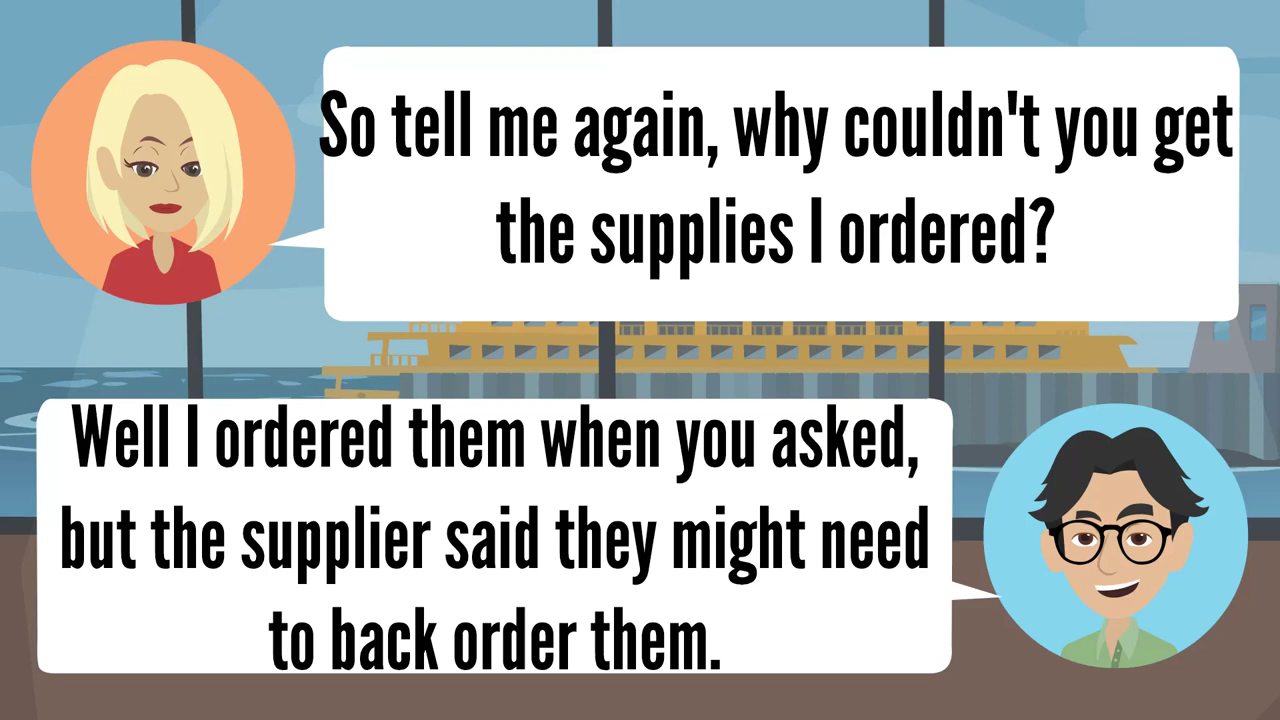 So tell me again, why couldn't you get
the supplies I ordered?
Well I ordered them when you asked,
but the supplier said they might need
to back order them.